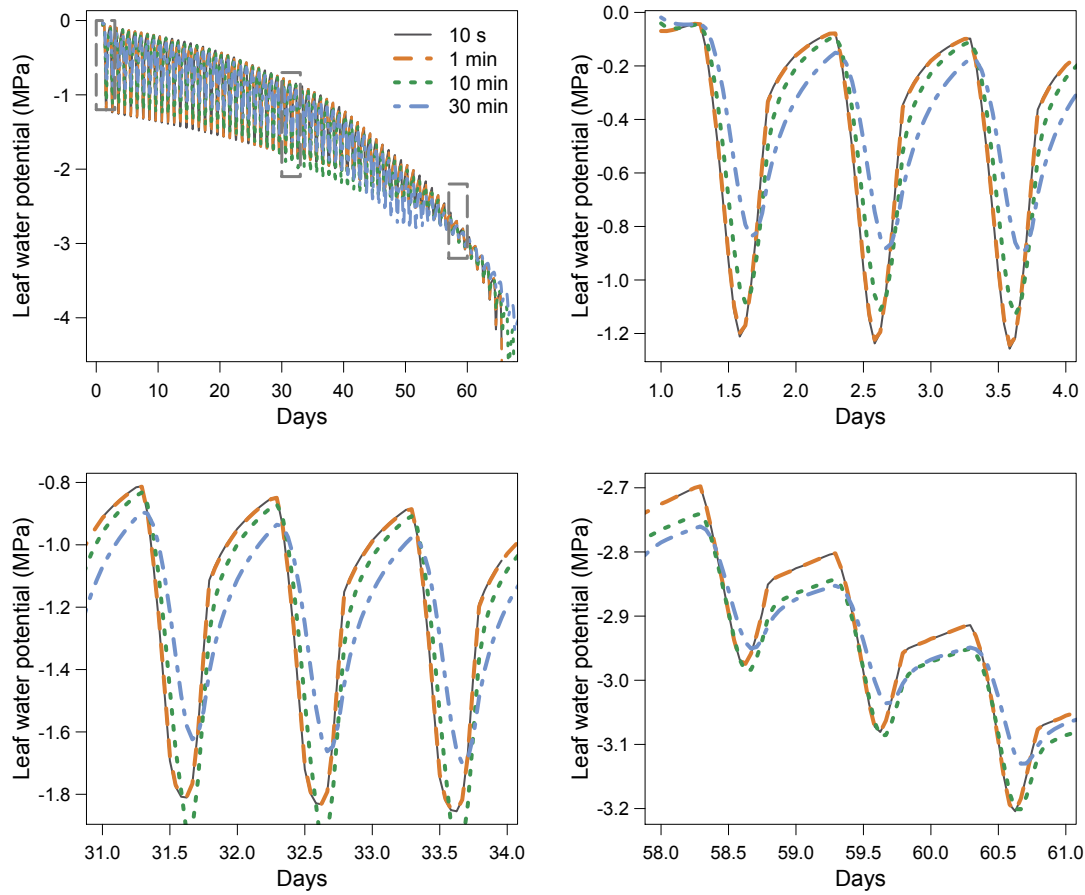 Leaf water potential (MPa)
0
-1
-2
-3
-4
10 s
1 min
10 min
30 min
0 10 20 30 40 50 60
Days
Leaf water potential (MPa)
0.0
-0.2
-0.4
-0.6
-0.8
-1.0
-1.2
1.0 1.5 2.0 2.5 3.0 3.5 4.0
Days
Leaf water potential (MPa)
-0.8
-1.0
-1.2
-1.4
-1.6
-1.8
31.0 31.5 32.0 32.5 33.0 33.5 34.0
Days
Leaf water potential (MPa)
-2.7
-2.8
-2.9
-3.0
-3.1
-3.2
58.0 58.5 59.0 59.5 60.0 60.5 61.0
Days